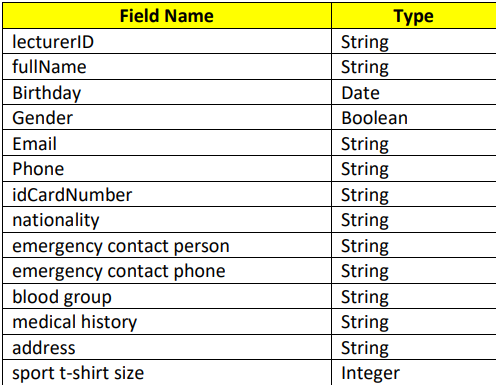 Field Name Type
lecturerID String
fullName String
Birthday Date
Gender Boolean
Email String
Phone String
idCardNumber String
nationality String
emergency contact person String
emergency contact phone String
blood group String
medical history String
address String
sport t-shirt size Integer